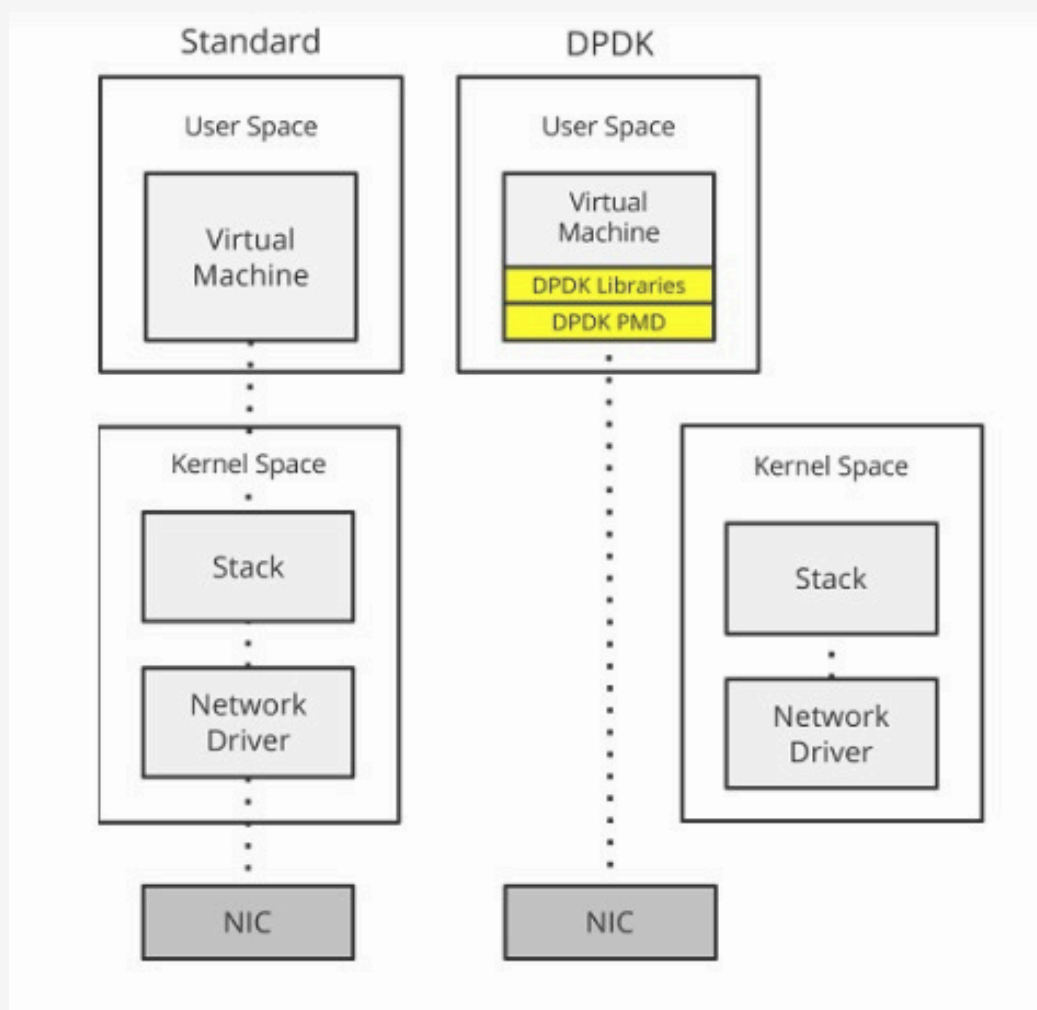 Standard
User Space
Virtual
Machine
Kernel Space
Stack
Network
Driver
NIC
DPDK
User Space
Virtual
Machine
DPDK Libraries
DPDK PMD
NIC
Kernel Space
Stack
Network
Driver